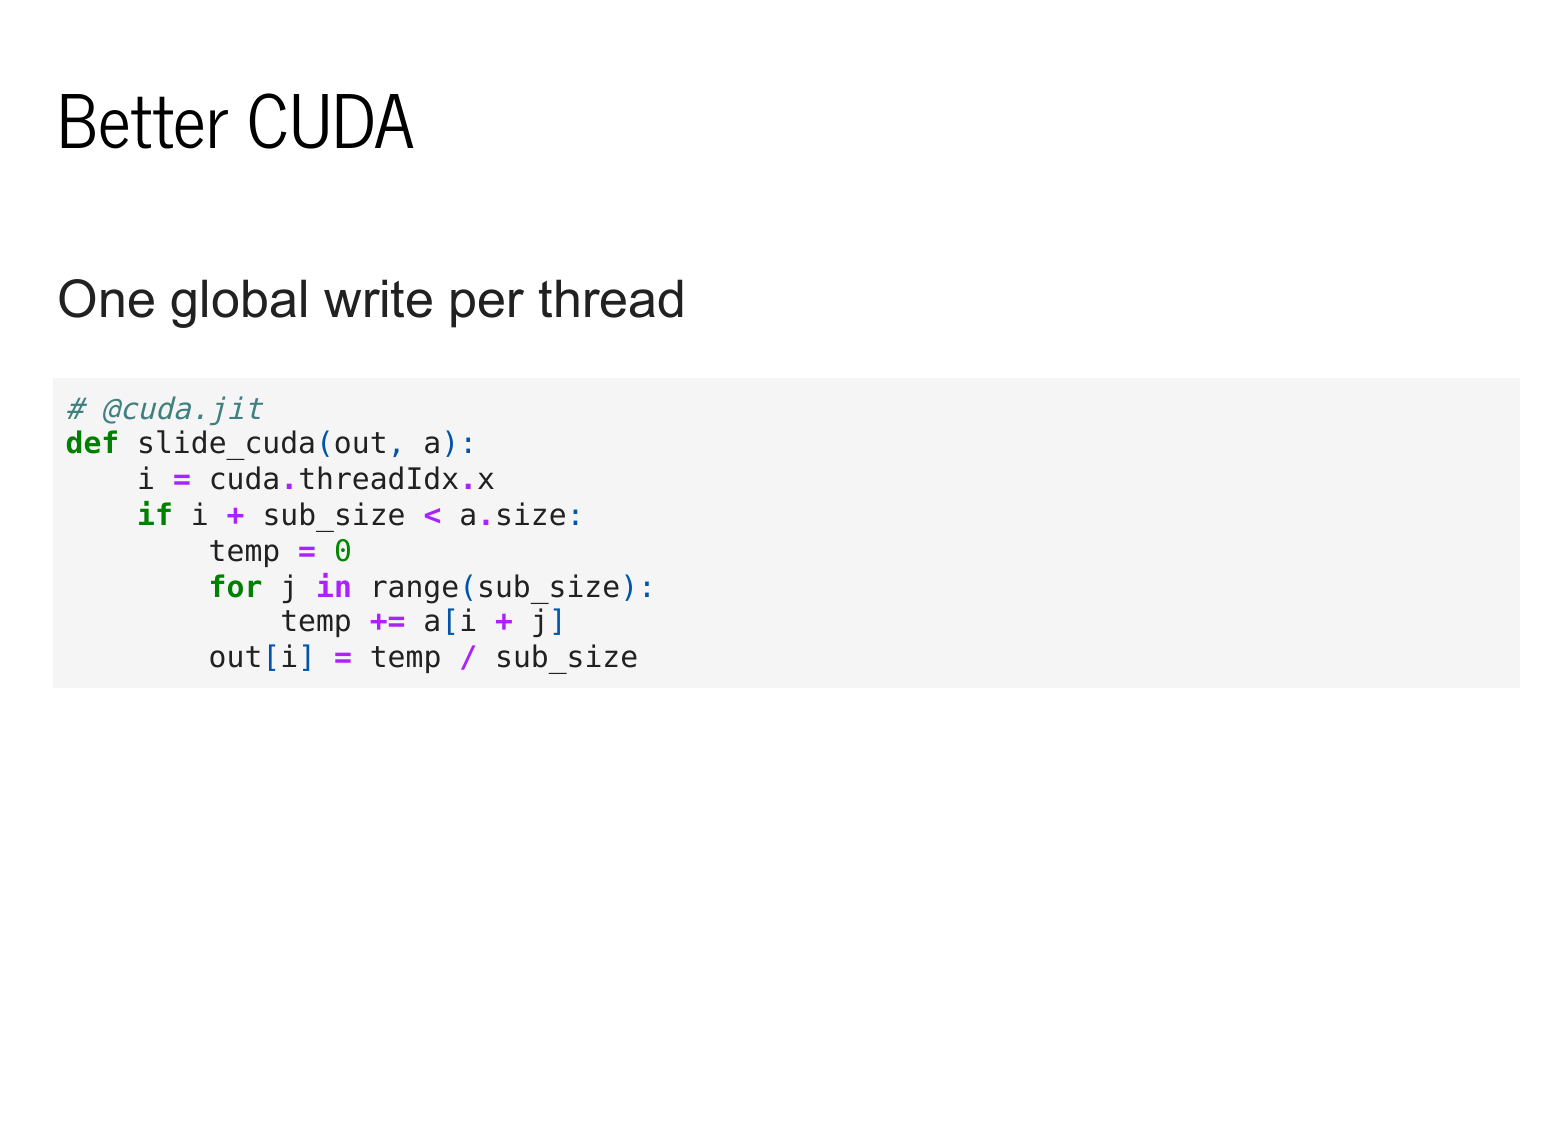 Better CUDA
One global write per thread
# @cuda.jit
def slide_cuda(out, a):
    i = cuda.threadIdx.x
    if i + sub_size < a.size:
        temp = 0
        for j in range(sub_size):
            temp += a[i + j]
        out[i] = temp / sub_size